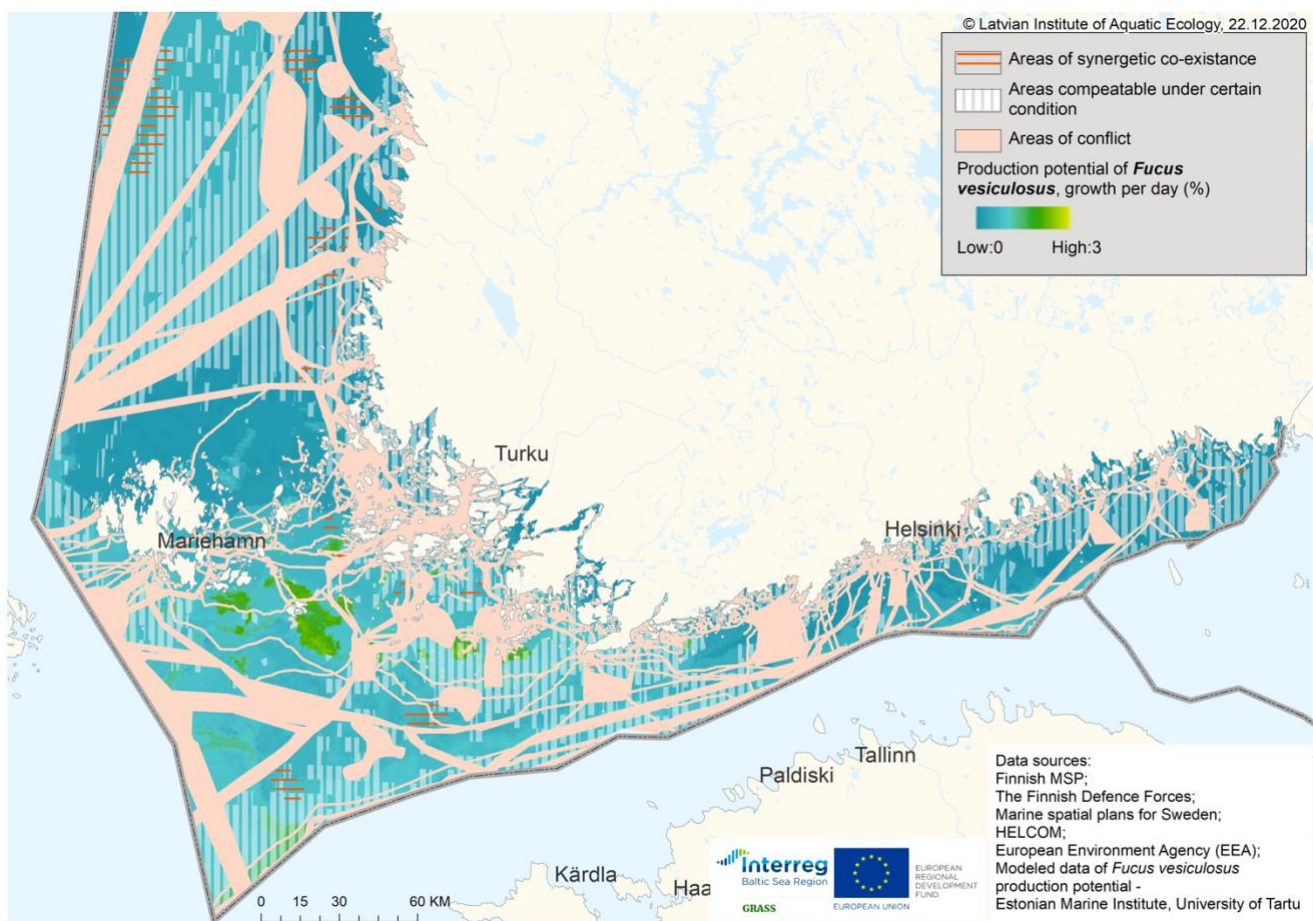 © Latvian Institute of Aquatic Ecology, 22.12.2020
Areas of synergetic co-existance
Areas compeatable under certain
condition
Areas of conflict
Production potential of Fucus
vesiculosus, growth per day (%)
Low:0 High:3
Turku
Helsinki
Mariehamn
Tallinn
Paldiski
Kärdla
Haa
0 15 30 60 KM
Interreg
Baltic Sea Region
GRASS
EUROPEAN UNION
EUROPEAN
REGIONAL
DEVELOPMENT
FUND
Data sources:
Finnish MSP;
The Finnish Defence Forces;
Marine spatial plans for Sweden;
HELCOM;
European Environment Agency (EEA);
Modeled data of Fucus vesiculosus
production potential -
Estonian Marine Institute, University of Tartu